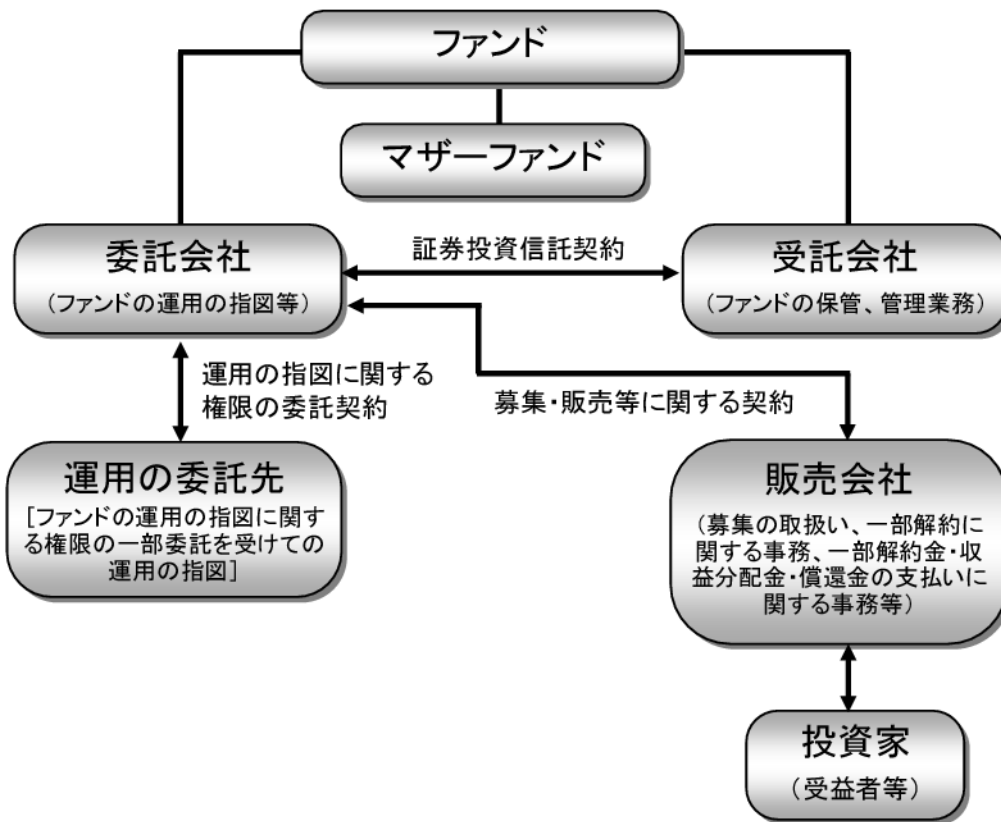 ファンド
マザーファンド
委託会社
（ファンドの運用の指図等）
証券投資信託契約
受託会社
（ファンドの保管、管理業務）
運用の指図に関する
権限の委託契約
募集・販売等に関する契約
運用の委託先
［ファンドの運用の指図に関す
る権限の一部委託を受けての
運用の指図］
販売会社
（募集の取扱い、一部解約に
関する事務、一部解約金・収
益分配金・償還金の支払いに
関する事務等）
投資家
（受益者等）